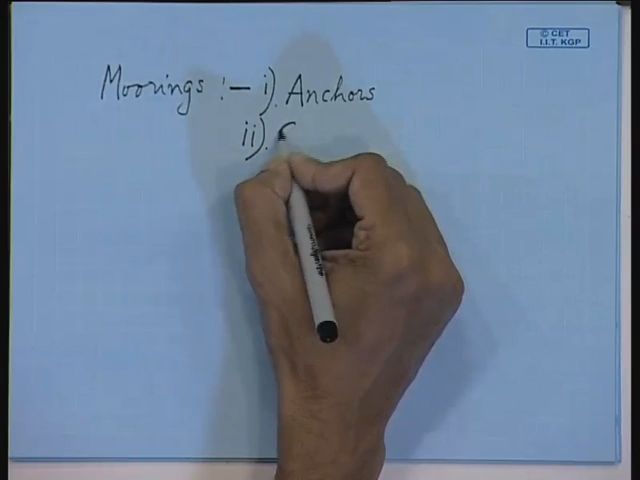 © CET
I.I.T. KGP
Moorings :- i). Anchors
ii). C